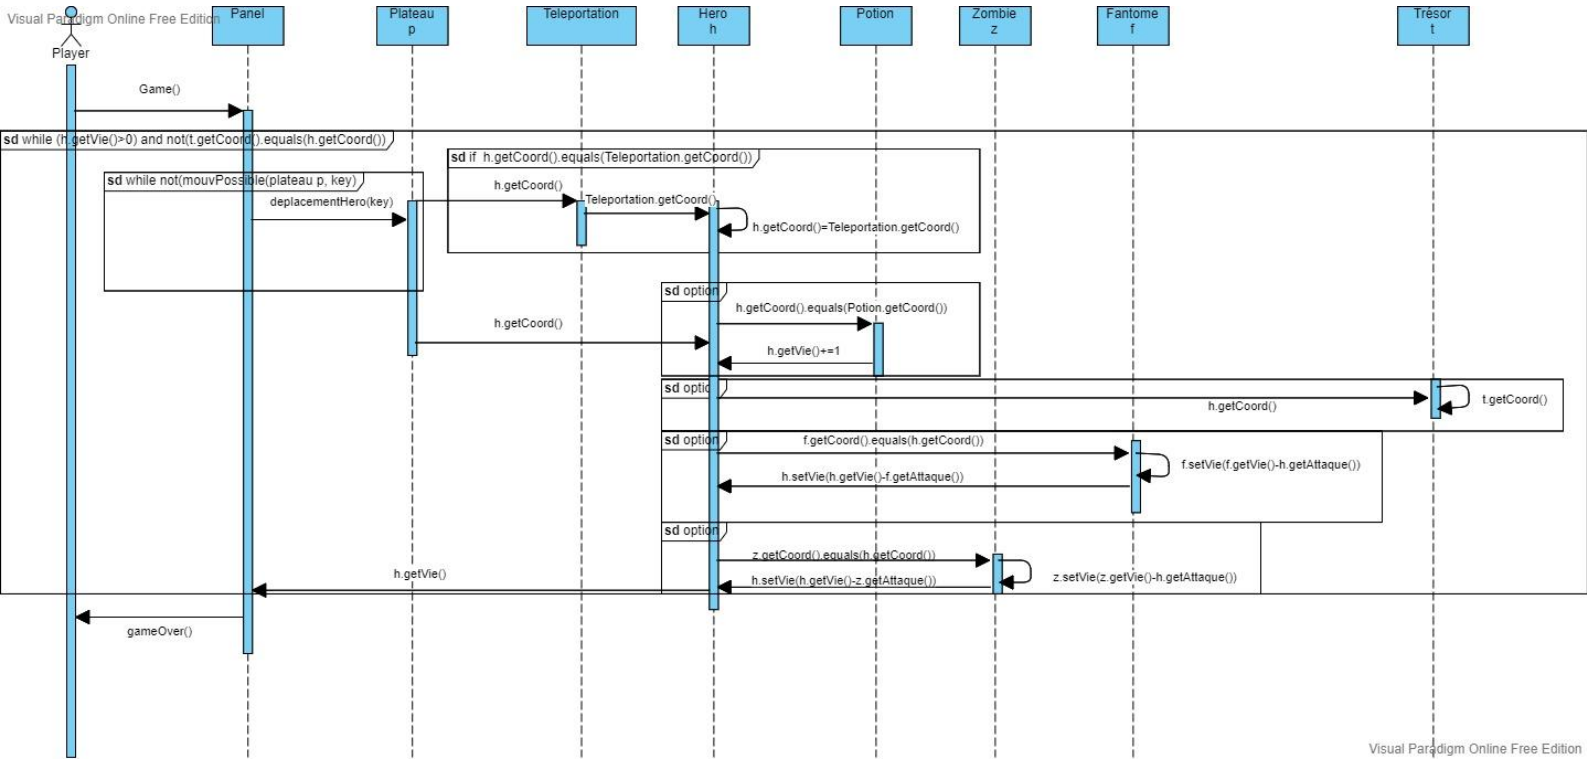 Visual Paradigm Online Free Edition
Player
Panel
Plateau
p
Teleportation
Hero
h
Potion
Zombie
z
Fantome
f
Trésor
t
Game()
sd while (h.getVie()>0) and not(t.getCoord().equals(h.getCoord())
sd if h.getCoord().equals(Teleportation.getCoord())
sd while not(mouvPossible(plateau p, key)
h.getCoord()
deplacementHero(key)
Teleportation.getCoord()
h.getCoord()=Teleportation.getCoord()
sd option
h.getCoord().equals(Potion.getCoord())
h.getCoord()
h.getVie()+=1
sd option
h.getCoord()
t.getCoord()
sd option
f.getCoord().equals(h.getCoord())
f.setVie(f.getVie()-h.getAttaque())
h.setVie(h.getVie()-f.getAttaque())
sd option
z.getCoord().equals(h.getCoord())
h.getVie()
h.setVie(h.getVie()-z.getAttaque())
z.setVie(z.getVie()-h.getAttaque())
gameOver()
Visual Paradigm Online Free Edition